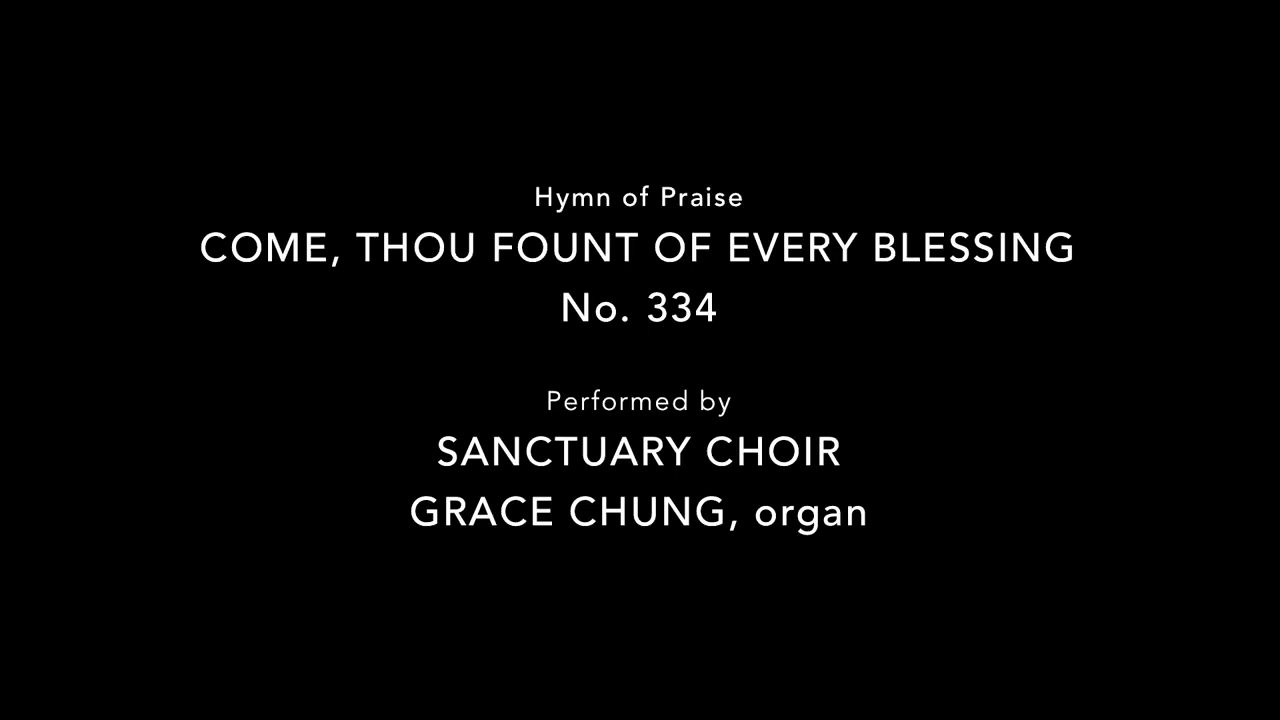 Hymn of Praise
COME, THOU FOUNT OF EVERY BLESSING
No. 334
Performed by
SANCTUARY CHOIR
GRACE CHUNG, organ